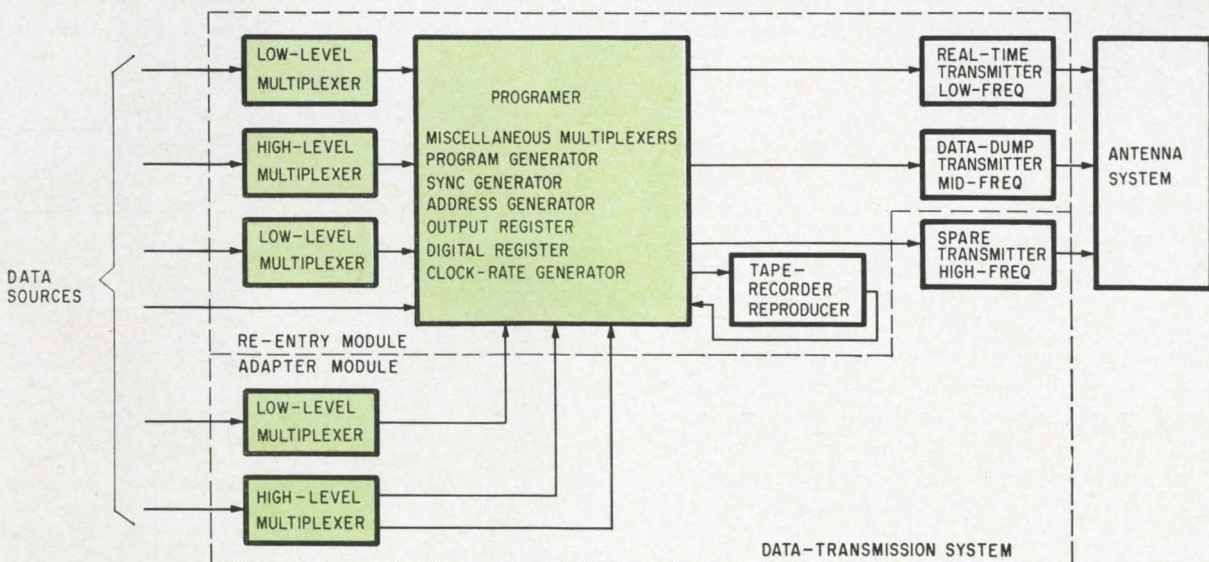 DATA
SOURCES
LOW-LEVEL
MULTIPLEXER
HIGH-LEVEL
MULTIPLEXER
LOW-LEVEL
MULTIPLEXER
PROGRAMER
MISCELLANEOUS MULTIPLEXERS
PROGRAM GENERATOR
SYNC GENERATOR
ADDRESS GENERATOR
OUTPUT REGISTER
DIGITAL REGISTER
CLOCK-RATE GENERATOR
REAL-TIME
TRANSMITTER
LOW-FREQ
DATA-DUMP
TRANSMITTER
MID-FREQ
SPARE
TRANSMITTER
HIGH-FREQ
TAPE-
RECORDER
REPRODUCER
ANTENNA
SYSTEM
RE-ENTRY MODULE
ADAPTER MODULE
LOW-LEVEL
MULTIPLEXER
HIGH-LEVEL
MULTIPLEXER
DATA-TRANSMISSION SYSTEM